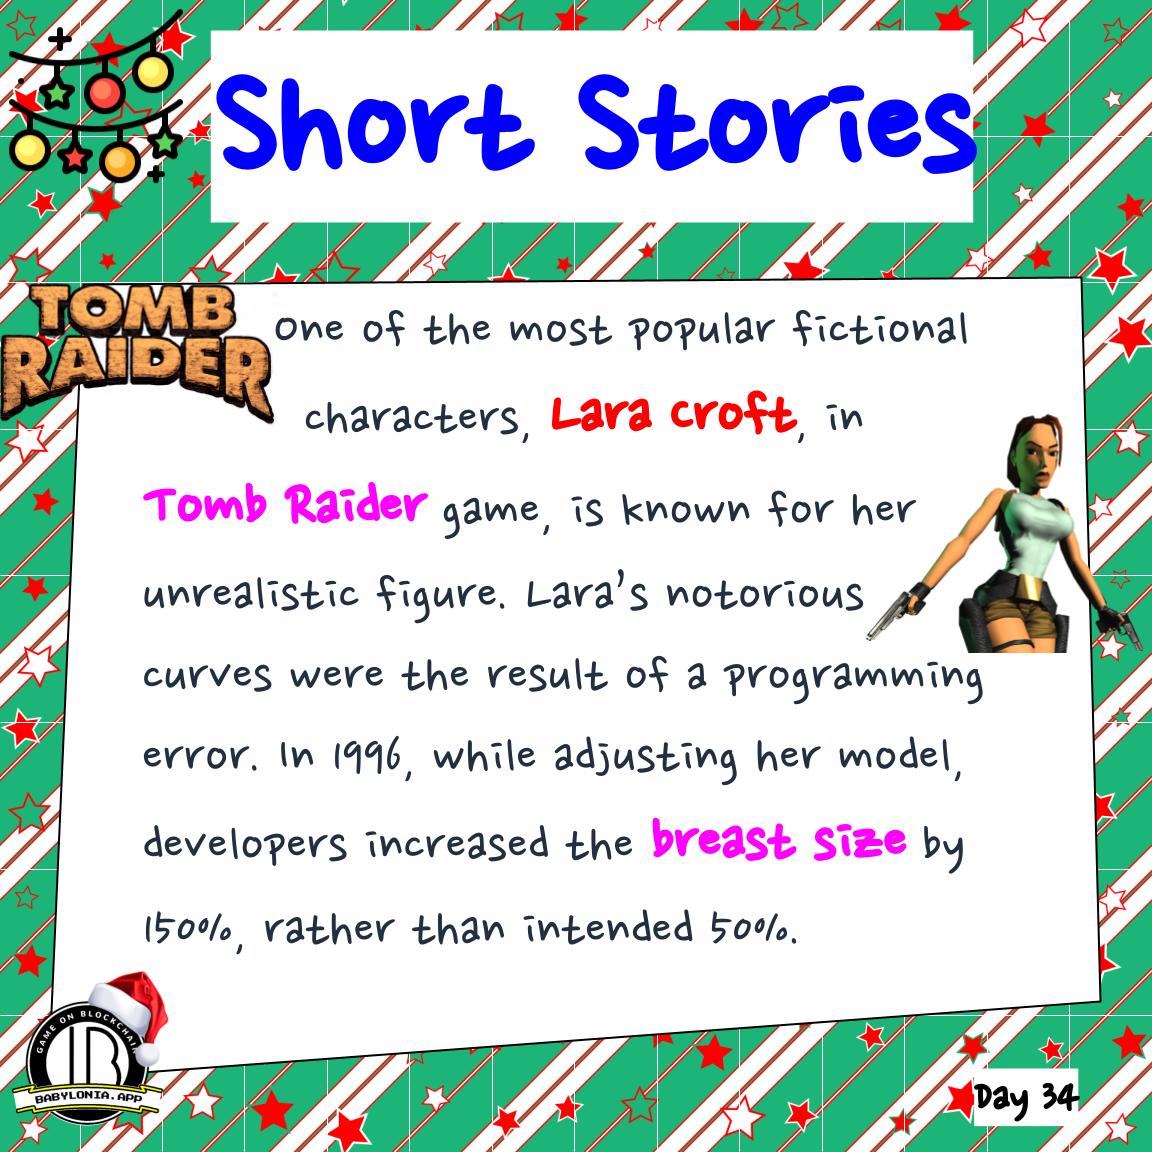 Short Stories
TOMB
RAIDER
One of the most popular fictional
characters, Lara Croft, in
Tomb Raider game, is known for her
unrealistic figure. Lara's notorious
curves were the result of a programming
error. In 1996, while adjusting her model,
developers increased the breast size by
150%, rather than intended 50%.
GAME ON BLOCKCHAIN
B
BABYLONIA.APP
Day 34